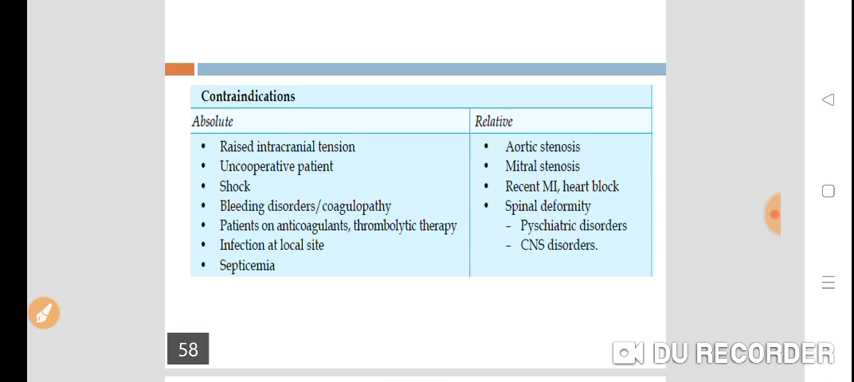 Contraindications
Absolute
• Raised intracranial tension
• Uncooperative patient
• Shock
• Bleeding disorders/coagulopathy
• Patients on anticoagulants, thrombolytic therapy
• Infection at local site
• Septicemia
Relative
• Aortic stenosis
• Mitral stenosis
• Recent MI, heart block
• Spinal deformity
– Pyschiatric disorders
– CNS disorders.
58
DU RECORDER